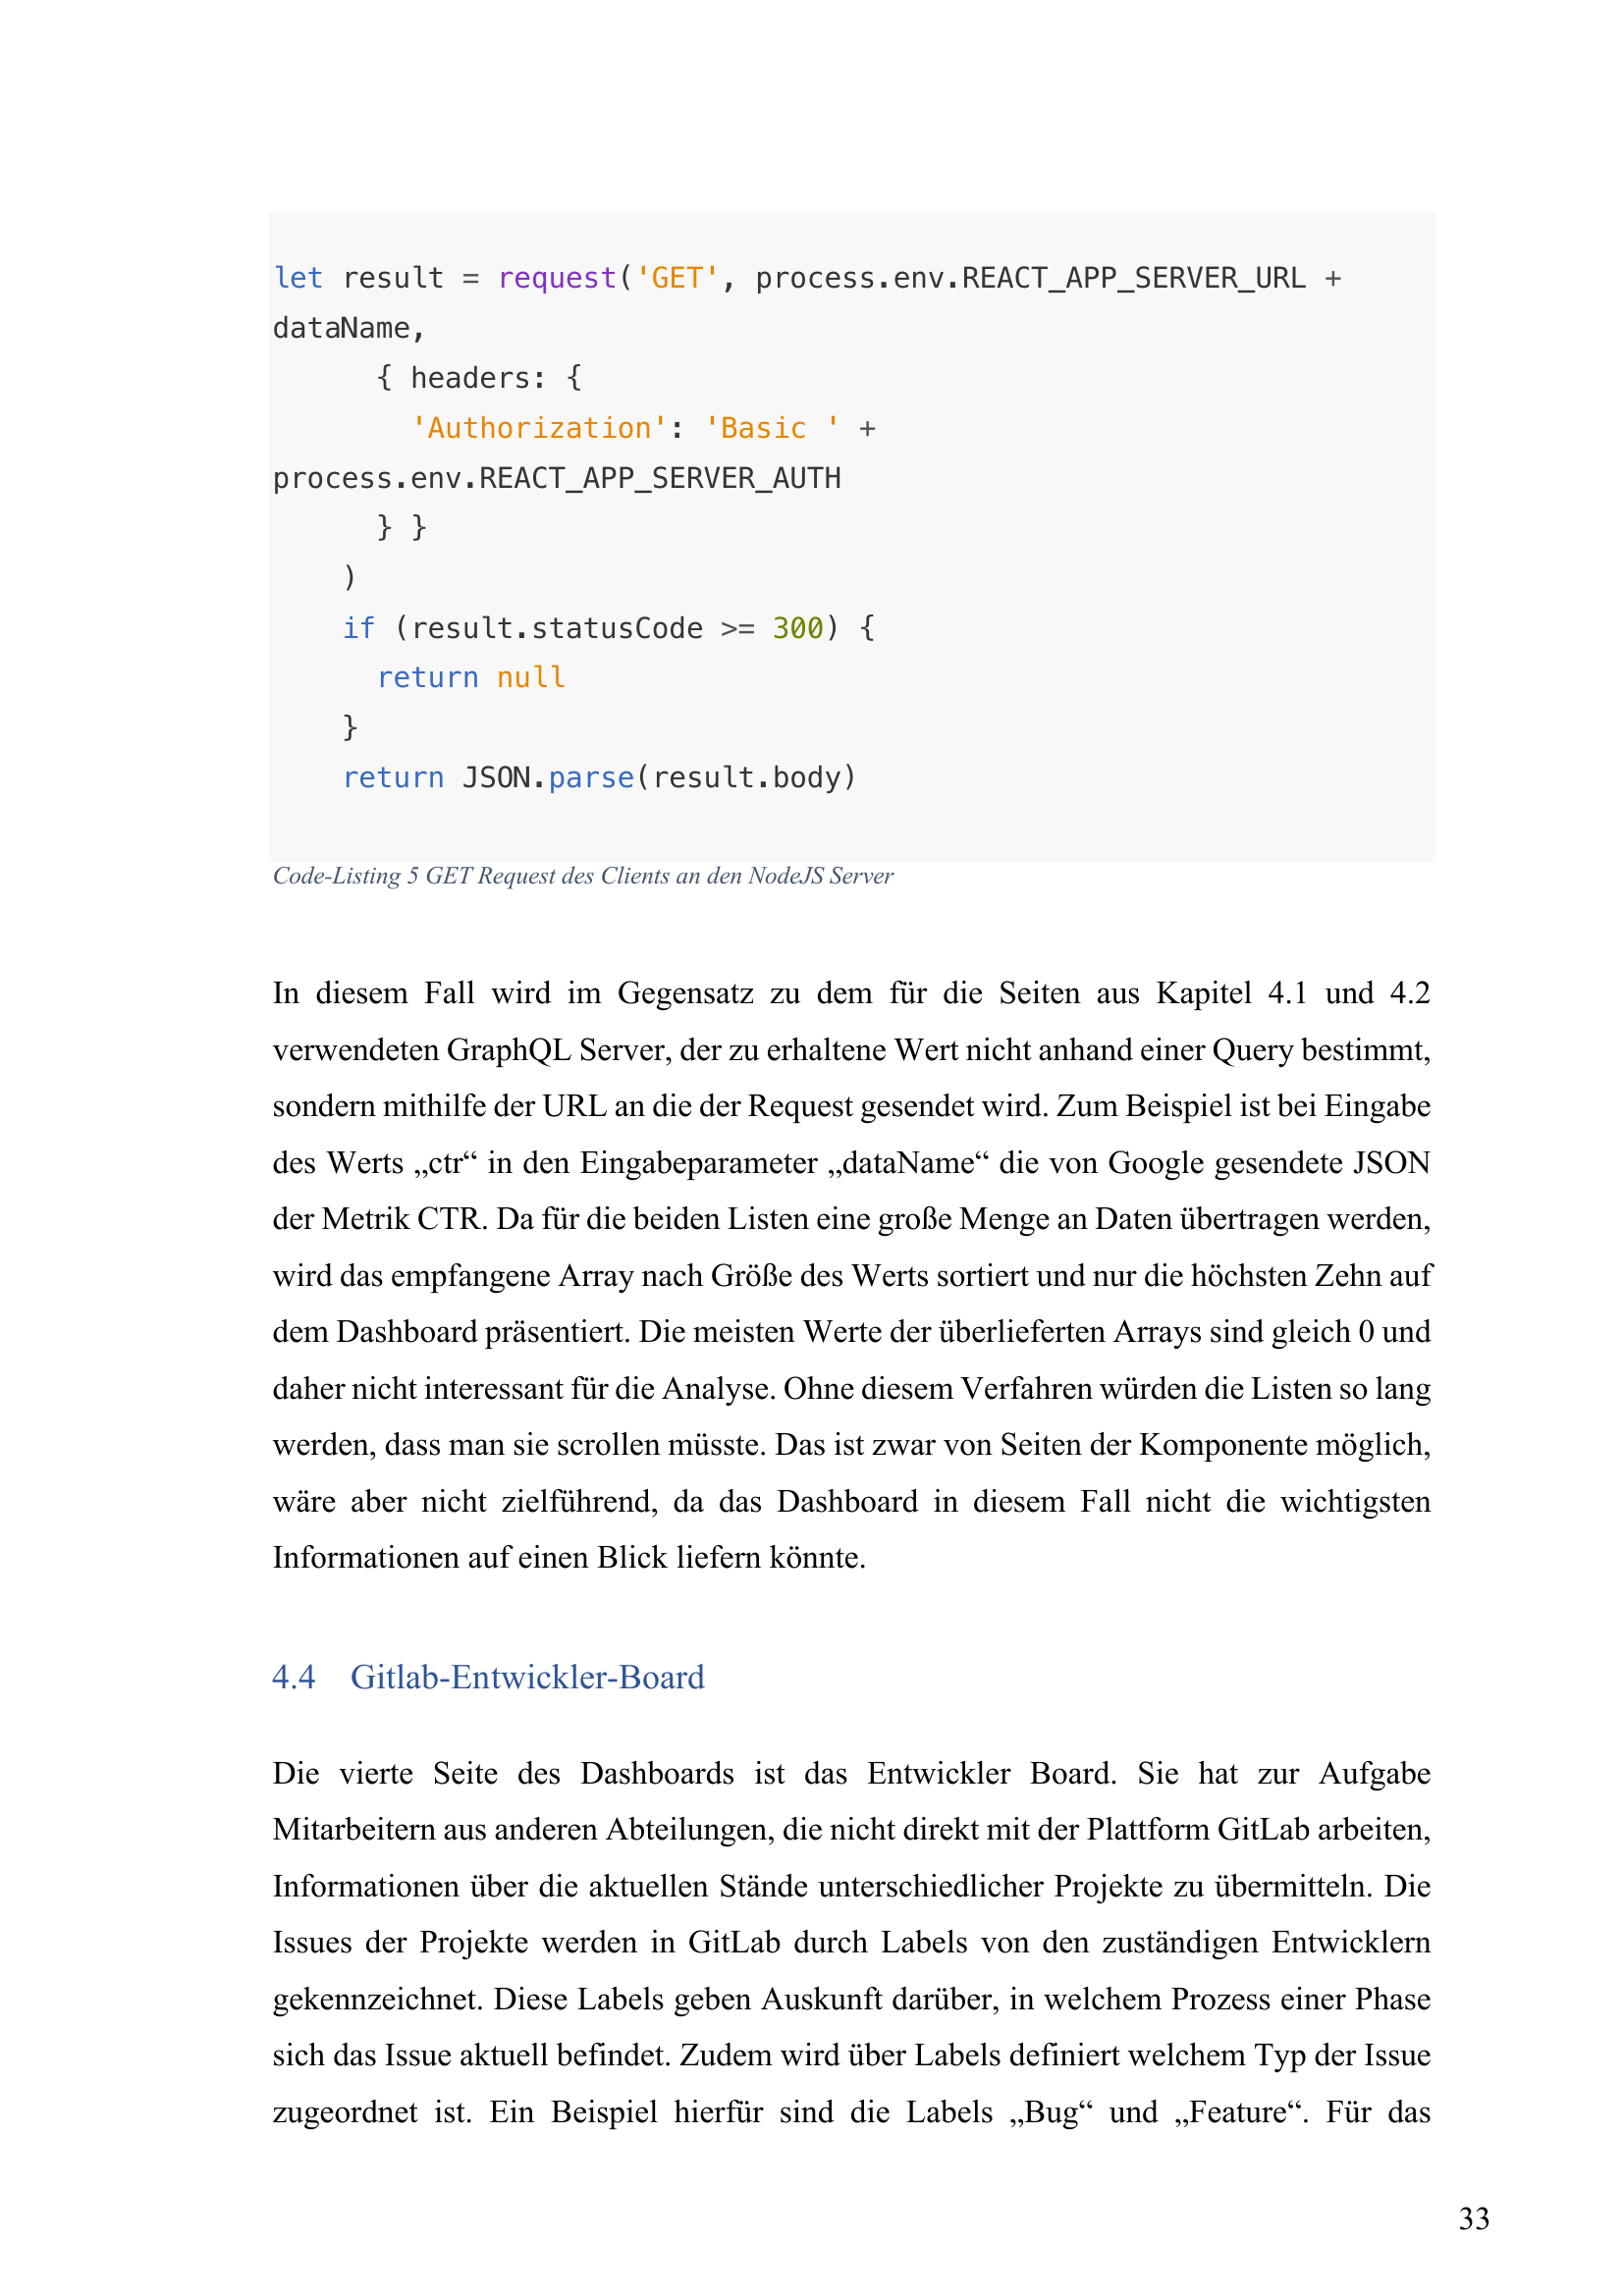 let result = request('GET', process.env.REACT_APP_SERVER_URL +
dataName,
      { headers: {
        'Authorization': 'Basic ' +
process.env.REACT_APP_SERVER_AUTH
      } }
    )
    if (result.statusCode >= 300) {
      return null
    }
    return JSON.parse(result.body)
Code-Listing 5 GET Request des Clients an den NodeJS Server
In diesem Fall wird im Gegensatz zu dem für die Seiten aus Kapitel 4.1 und 4.2
verwendeten GraphQL Server, der zu erhaltene Wert nicht anhand einer Query bestimmt,
sondern mithilfe der URL an die der Request gesendet wird. Zum Beispiel ist bei Eingabe
des Werts „ctr“ in den Eingabeparameter „dataName“ die von Google gesendete JSON
der Metrik CTR. Da für die beiden Listen eine große Menge an Daten übertragen werden,
wird das empfangene Array nach Größe des Werts sortiert und nur die höchsten Zehn auf
dem Dashboard präsentiert. Die meisten Werte der überlieferten Arrays sind gleich 0 und
daher nicht interessant für die Analyse. Ohne diesem Verfahren würden die Listen so lang
werden, dass man sie scrollen müsste. Das ist zwar von Seiten der Komponente möglich,
wäre aber nicht zielführend, da das Dashboard in diesem Fall nicht die wichtigsten
Informationen auf einen Blick liefern könnte.
4.4 Gitlab-Entwickler-Board
Die vierte Seite des Dashboards ist das Entwickler Board. Sie hat zur Aufgabe
Mitarbeitern aus anderen Abteilungen, die nicht direkt mit der Plattform GitLab arbeiten,
Informationen über die aktuellen Stände unterschiedlicher Projekte zu übermitteln. Die
Issues der Projekte werden in GitLab durch Labels von den zuständigen Entwicklern
gekennzeichnet. Diese Labels geben Auskunft darüber, in welchem Prozess einer Phase
sich das Issue aktuell befindet. Zudem wird über Labels definiert welchem Typ der Issue
zugeordnet ist. Ein Beispiel hierfür sind die Labels „Bug“ und „Feature“. Für das
33